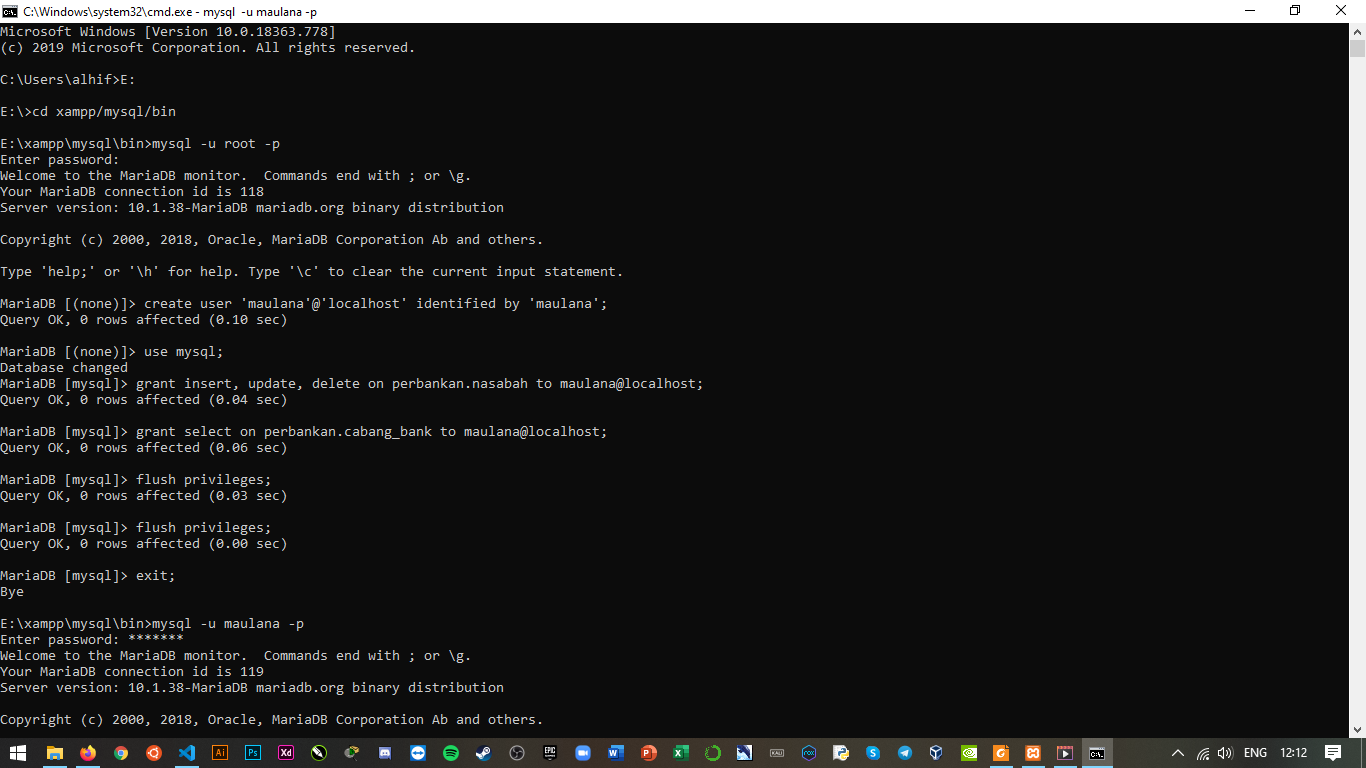 C:\Windows\system32\cmd.exe - mysql  -u maulana -p
Microsoft Windows [Version 10.0.18363.778]
(c) 2019 Microsoft Corporation. All rights reserved.
C:\Users\alhif>E:
E:\>cd xampp/mysql/bin
E:\xampp\mysql\bin>mysql -u root -p
Enter password:
Welcome to the MariaDB monitor.  Commands end with ; or \g.
Your MariaDB connection id is 118
Server version: 10.1.38-MariaDB mariadb.org binary distribution
Copyright (c) 2000, 2018, Oracle, MariaDB Corporation Ab and others.
Type 'help;' or '\h' for help. Type '\c' to clear the current input statement.
MariaDB [(none)]> create user 'maulana'@'localhost' identified by 'maulana';
Query OK, 0 rows affected (0.10 sec)
MariaDB [(none)]> use mysql;
Database changed
MariaDB [mysql]> grant insert, update, delete on perbankan.nasabah to maulana@localhost;
Query OK, 0 rows affected (0.04 sec)
MariaDB [mysql]> grant select on perbankan.cabang_bank to maulana@localhost;
Query OK, 0 rows affected (0.06 sec)
MariaDB [mysql]> flush privileges;
Query OK, 0 rows affected (0.03 sec)
MariaDB [mysql]> flush privileges;
Query OK, 0 rows affected (0.00 sec)
MariaDB [mysql]> exit;
Bye
E:\xampp\mysql\bin>mysql -u maulana -p
Enter password: *******
Welcome to the MariaDB monitor.  Commands end with ; or \g.
Your MariaDB connection id is 119
Server version: 10.1.38-MariaDB mariadb.org binary distribution
Copyright (c) 2000, 2018, Oracle, MariaDB Corporation Ab and others.
ENG 12:12